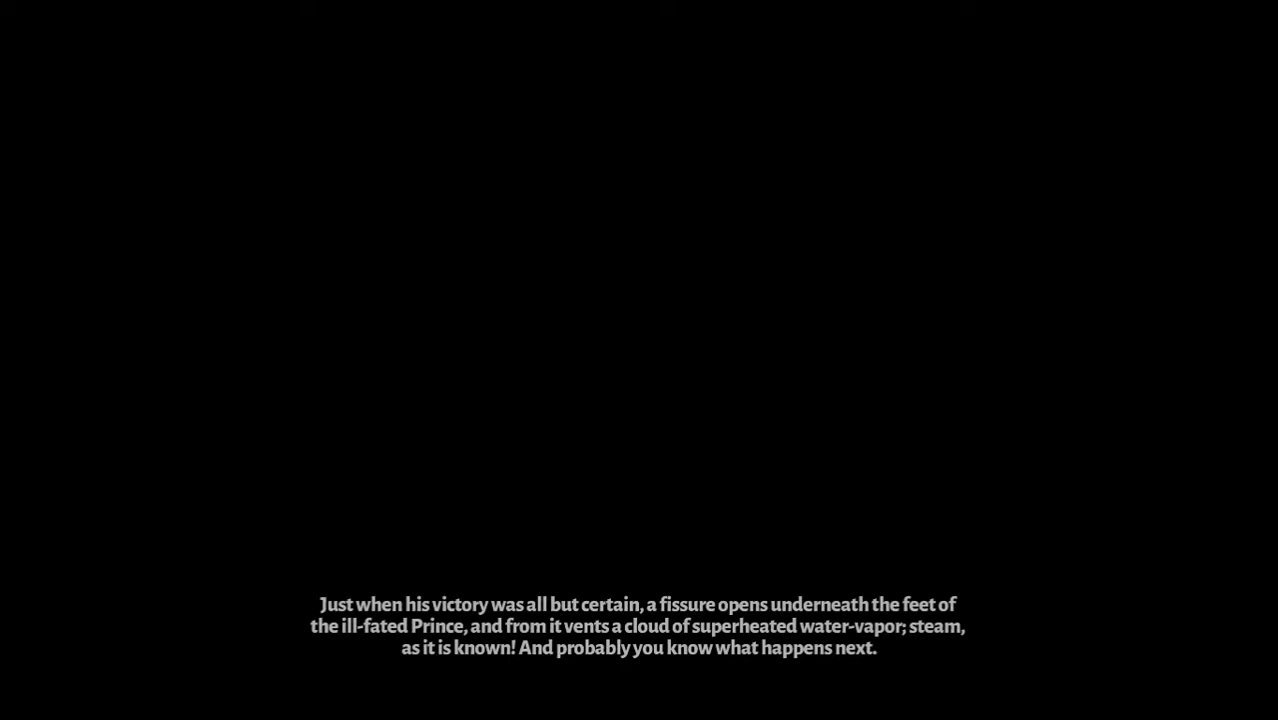 Just when his victory was all but certain, a fissure opens underneath the feet of
the ill-fated Prince, and from it vents a cloud of superheated water-vapor; steam,
as it is known! And probably you know what happens next.